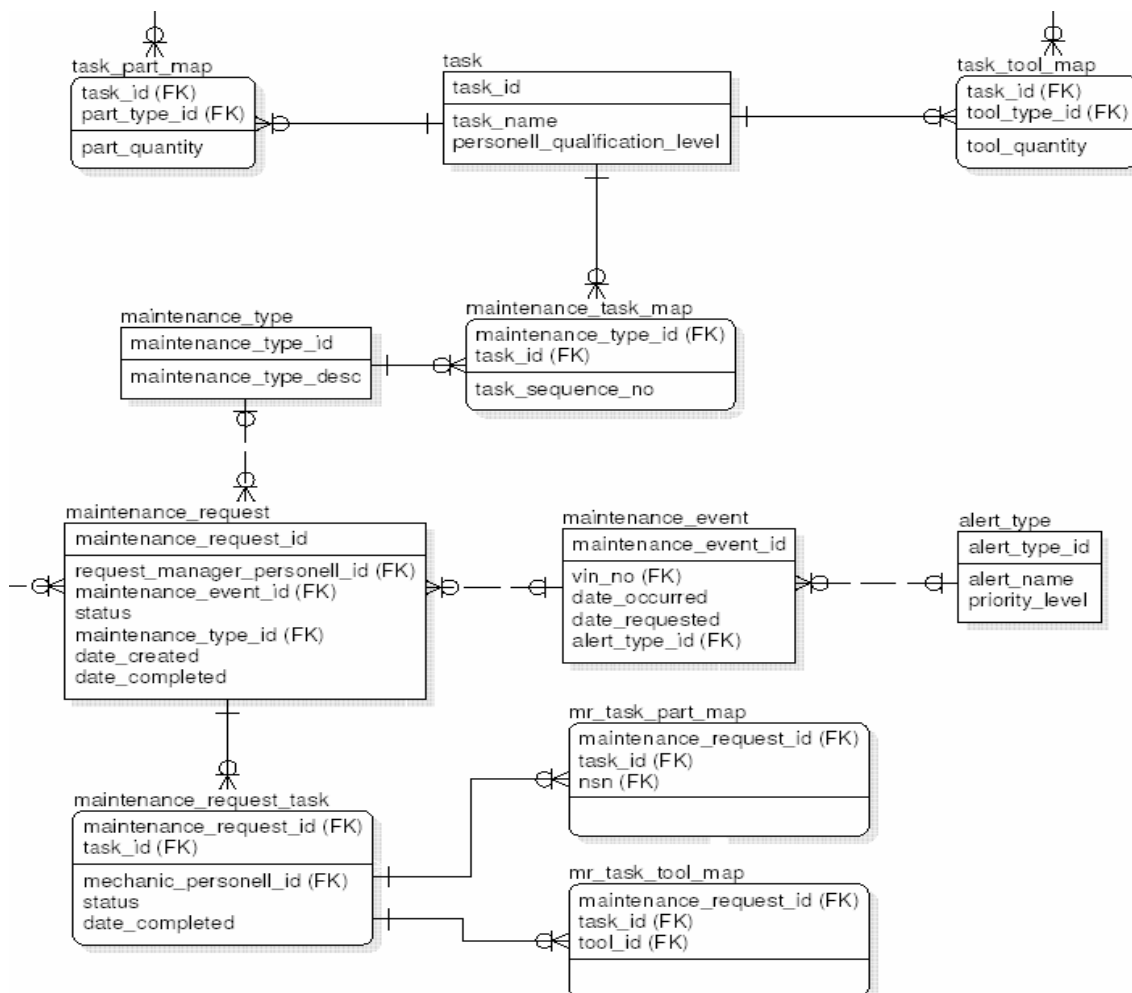 task_part_map
task_id (FK)
part_type_id (FK)
part_quantity
task
task_id
task_name
personell_qualification_level
task_tool_map
task_id (FK)
tool_type_id (FK)
tool_quantity
maintenance_type
maintenance_type_id
maintenance_type_desc
maintenance_task_map
maintenance_type_id (FK)
task_id (FK)
task_sequence_no
maintenance_request
maintenance_request_id
request_manager_personell_id (FK)
maintenance_event_id (FK)
status
maintenance_type_id (FK)
date_created
date_completed
maintenance_event
maintenance_event_id
vin_no (FK)
date_occurred
date_requested
alert_type_id (FK)
alert_type
alert_type_id
alert_name
priority_level
mr_task_part_map
maintenance_request_id (FK)
task_id (FK)
nsn (FK)
maintenance_request_task
maintenance_request_id (FK)
task_id (FK)
mechanic_personell_id (FK)
status
date_completed
mr_task_tool_map
maintenance_request_id (FK)
task_id (FK)
tool_id (FK)